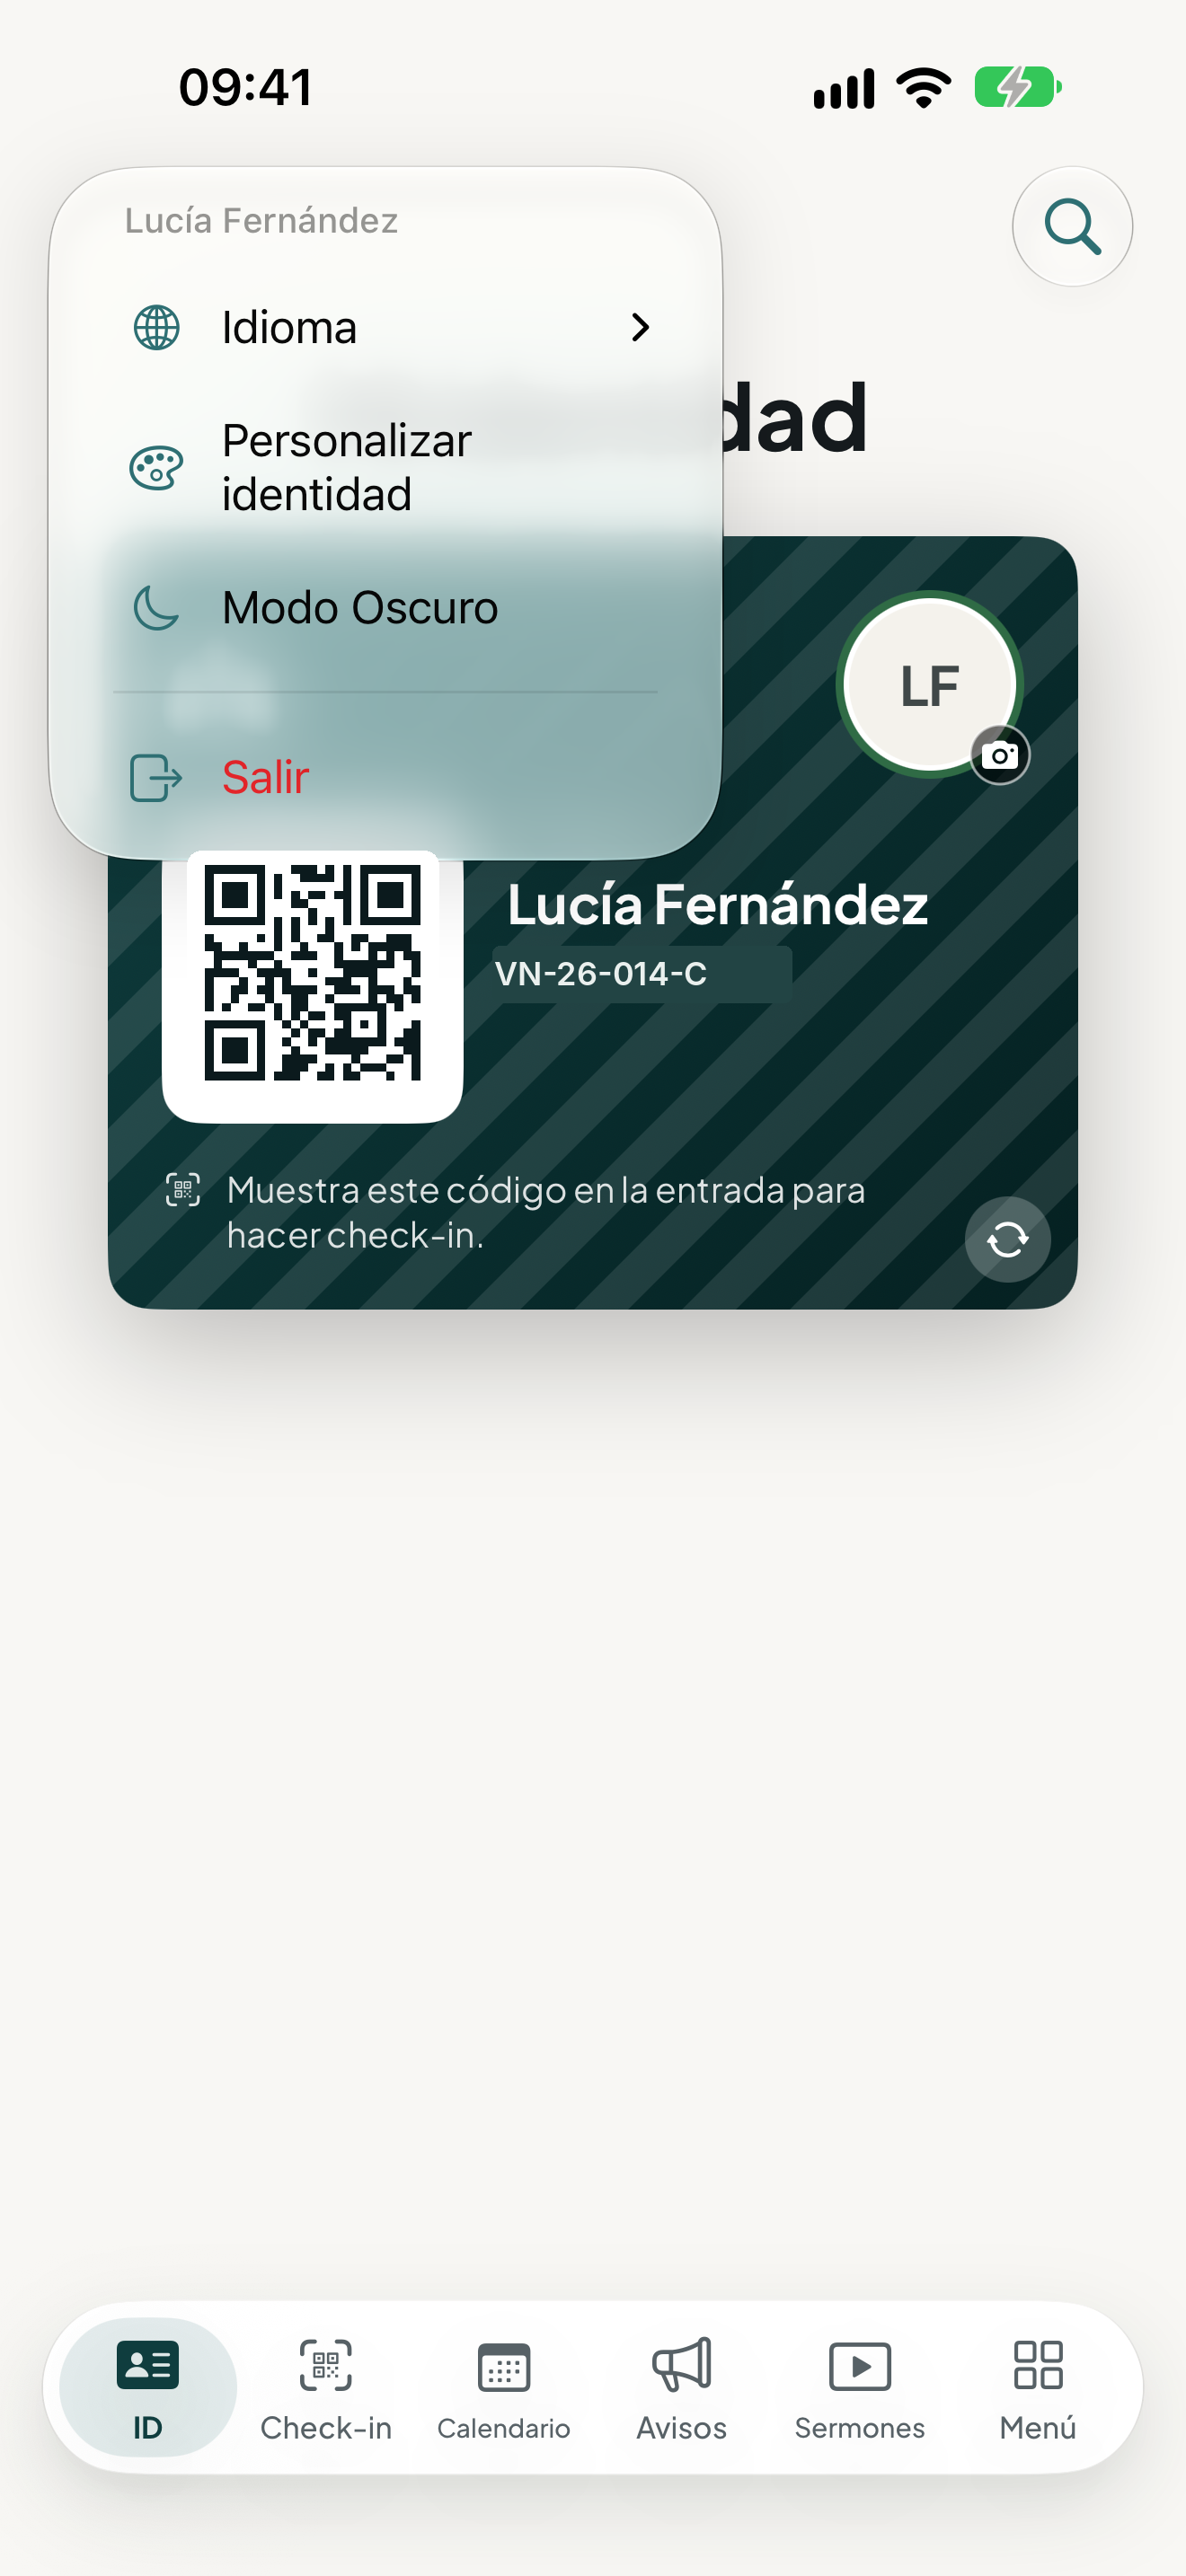 09:41
Lucía Fernández
Idioma
dad
Personalizar
identidad
Modo Oscuro
LF
Salir
Lucía Fernández
VN-26-014-C
Muestra este código en la entrada para
hacer check-in.
ID
Check-in
Calendario
Avisos
Sermones
Menú